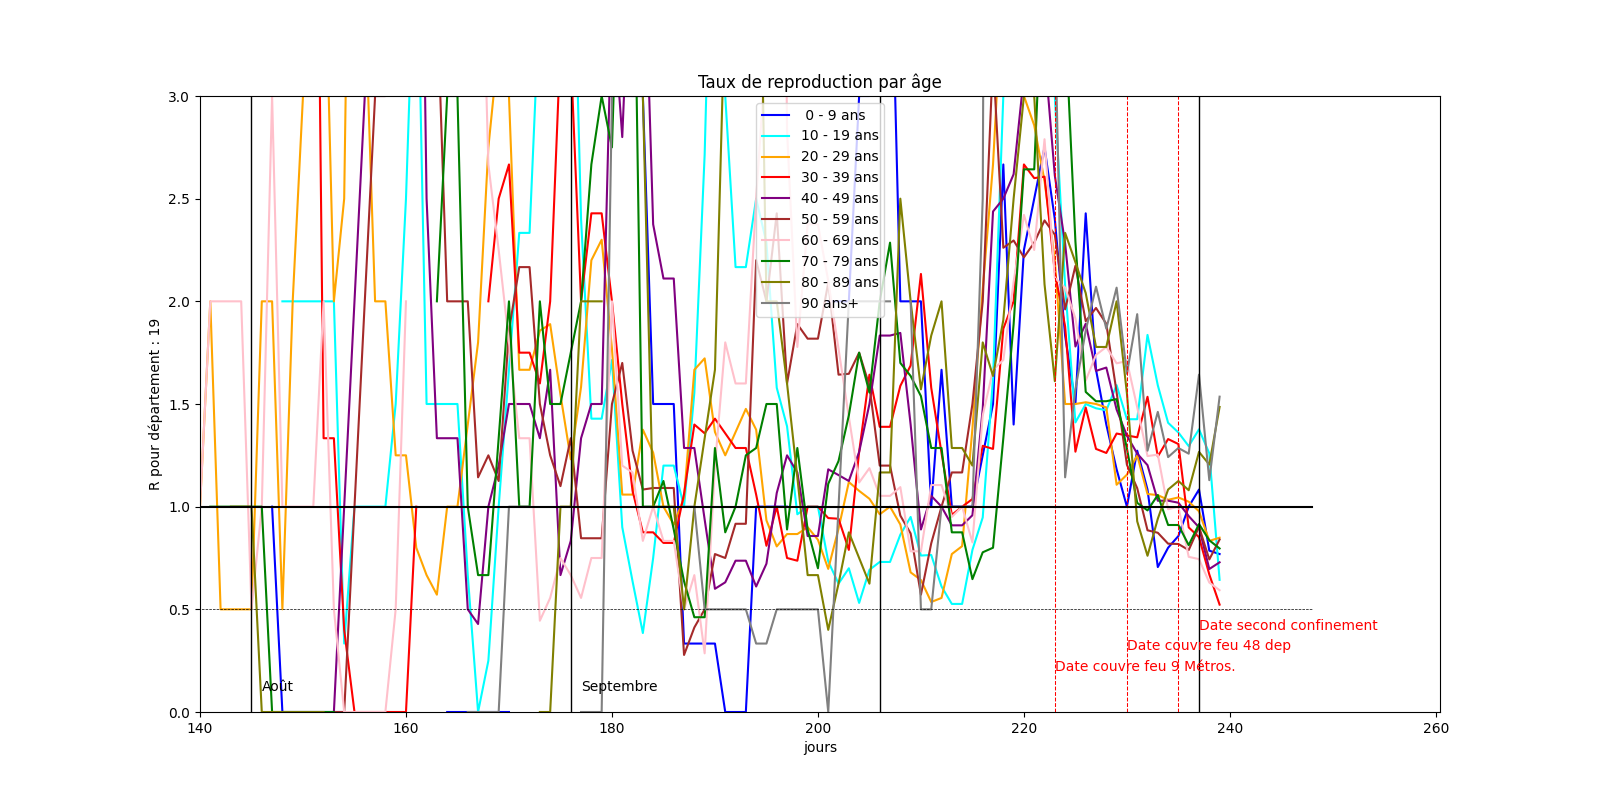 Taux de reproduction par âge
R pour département : 19
3.0
2.5
2.0
1.5
1.0
0.5
0.0
0 - 9 ans
10 - 19 ans
20 - 29 ans
30 - 39 ans
40 - 49 ans
50 - 59 ans
60 - 69 ans
70 - 79 ans
80 - 89 ans
90 ans+
Date second confinement
Date couvre feu 48 dep
Date couvre feu 9 Métros.
Août
Septembre
140
160
180
200
220
240
260
jours